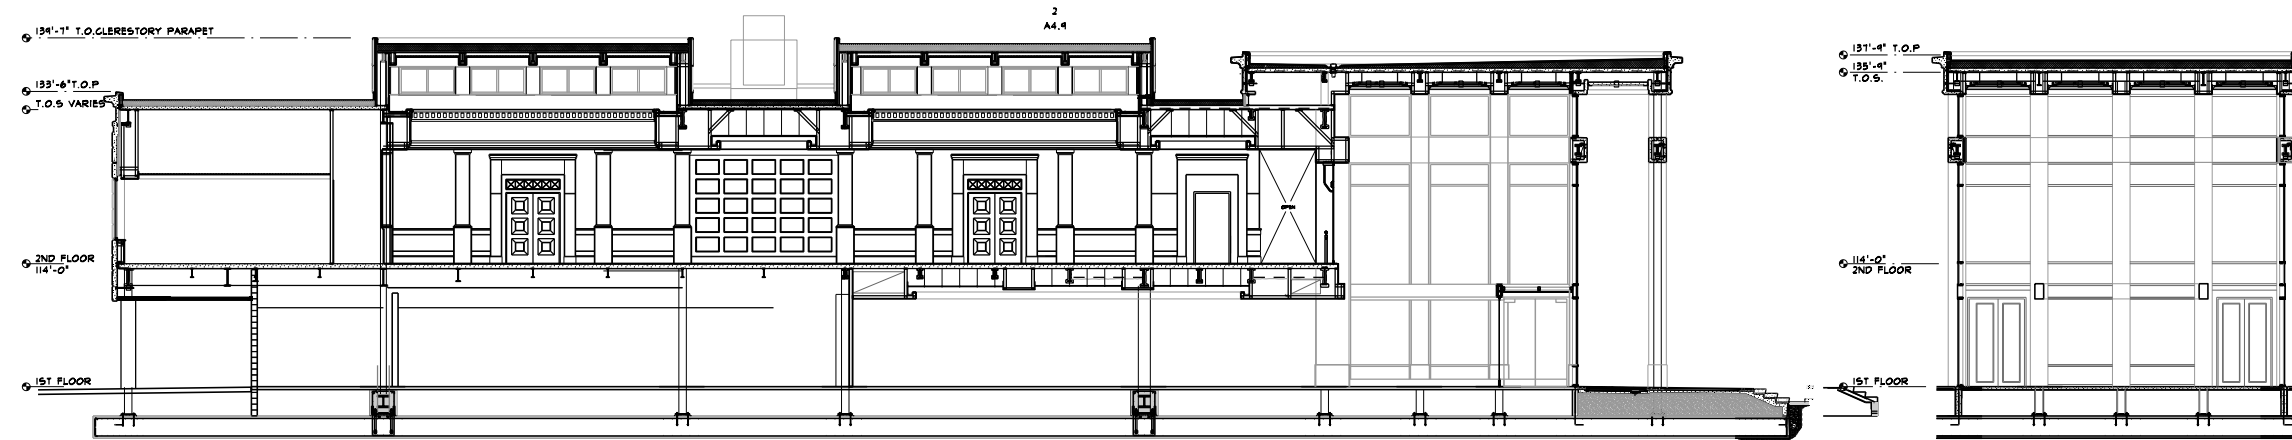 2
A4.9
139'-7" T.O.CLERESTORY PARAPET
133'-6"T.O.P
T.O.S VARIES
OPEN
2ND FLOOR
114'-0"
1ST FLOOR
137'-9" T.O.P
135'-9"
T.O.S.
114'-0"
2ND FLOOR
1ST FLOOR